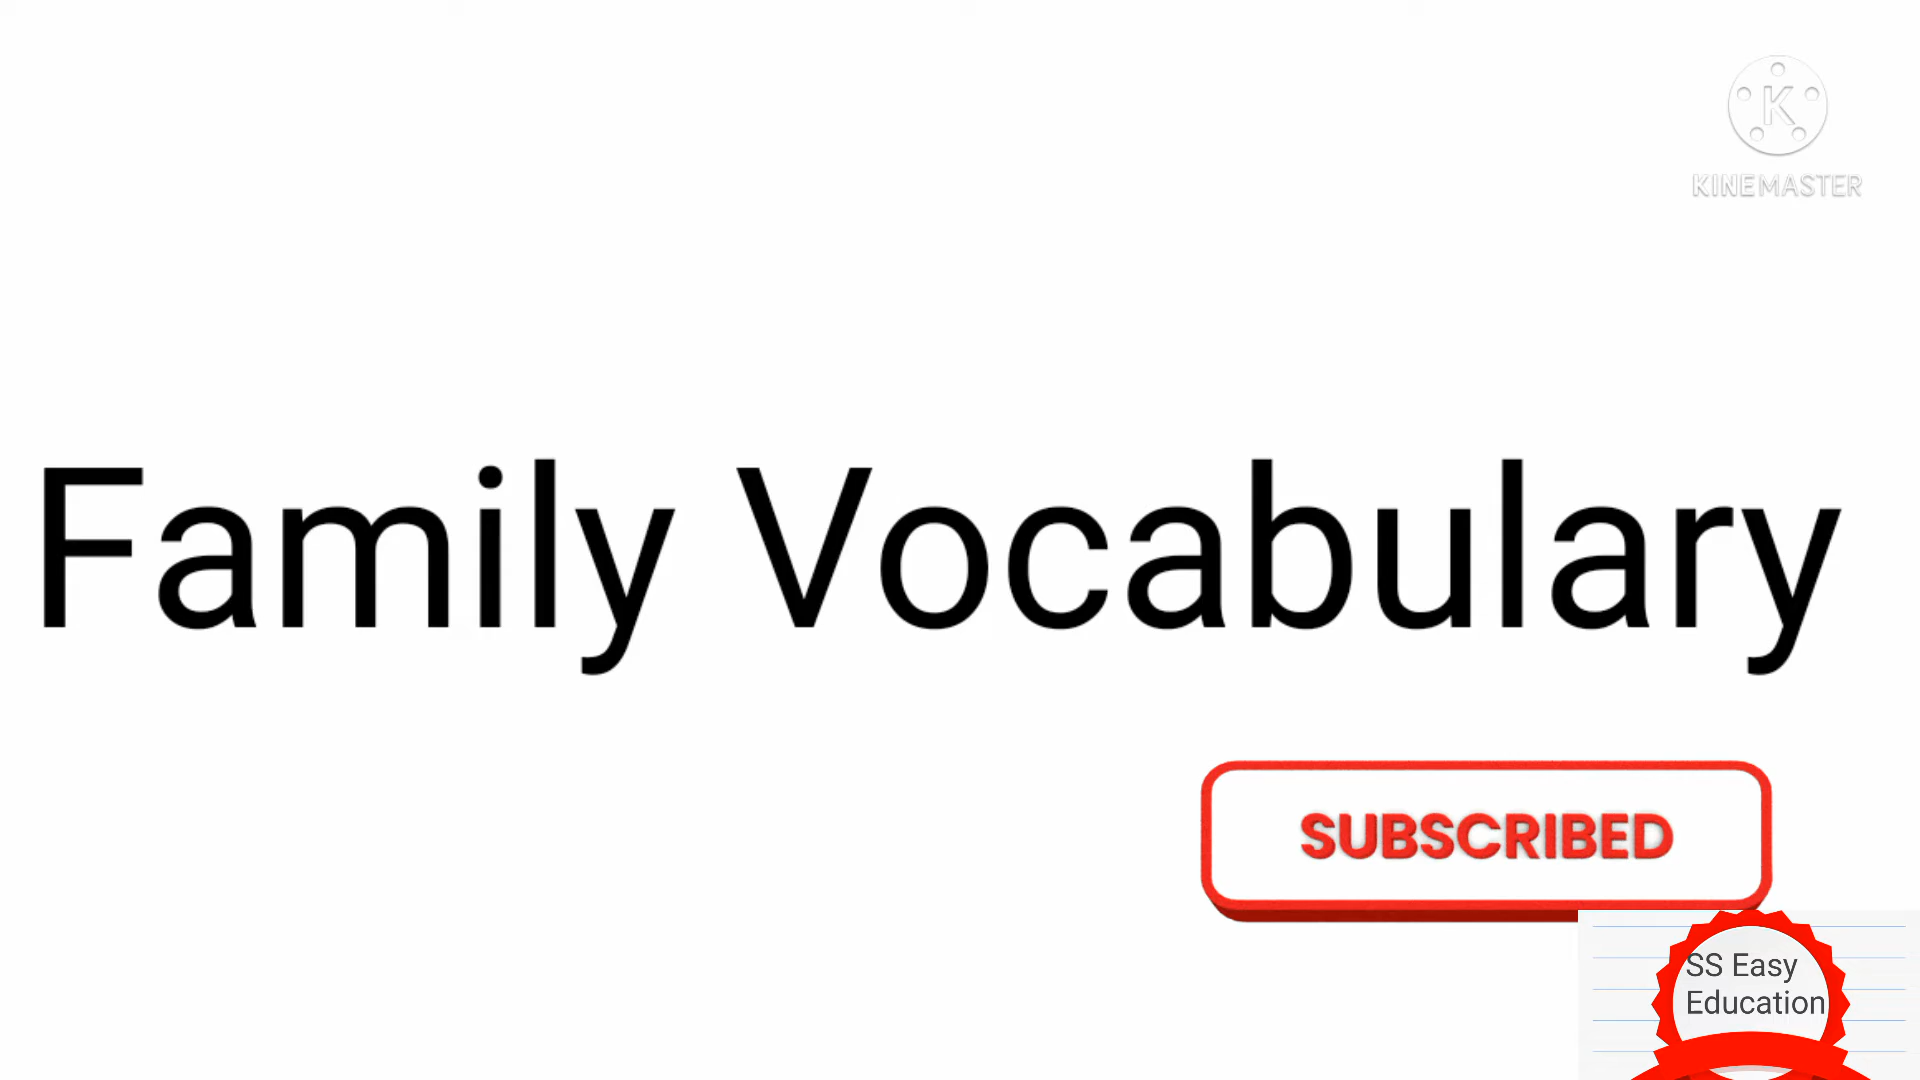 K
KINEMASTER
Family Vocabulary
SUBSCRIBED
SS Easy
Education